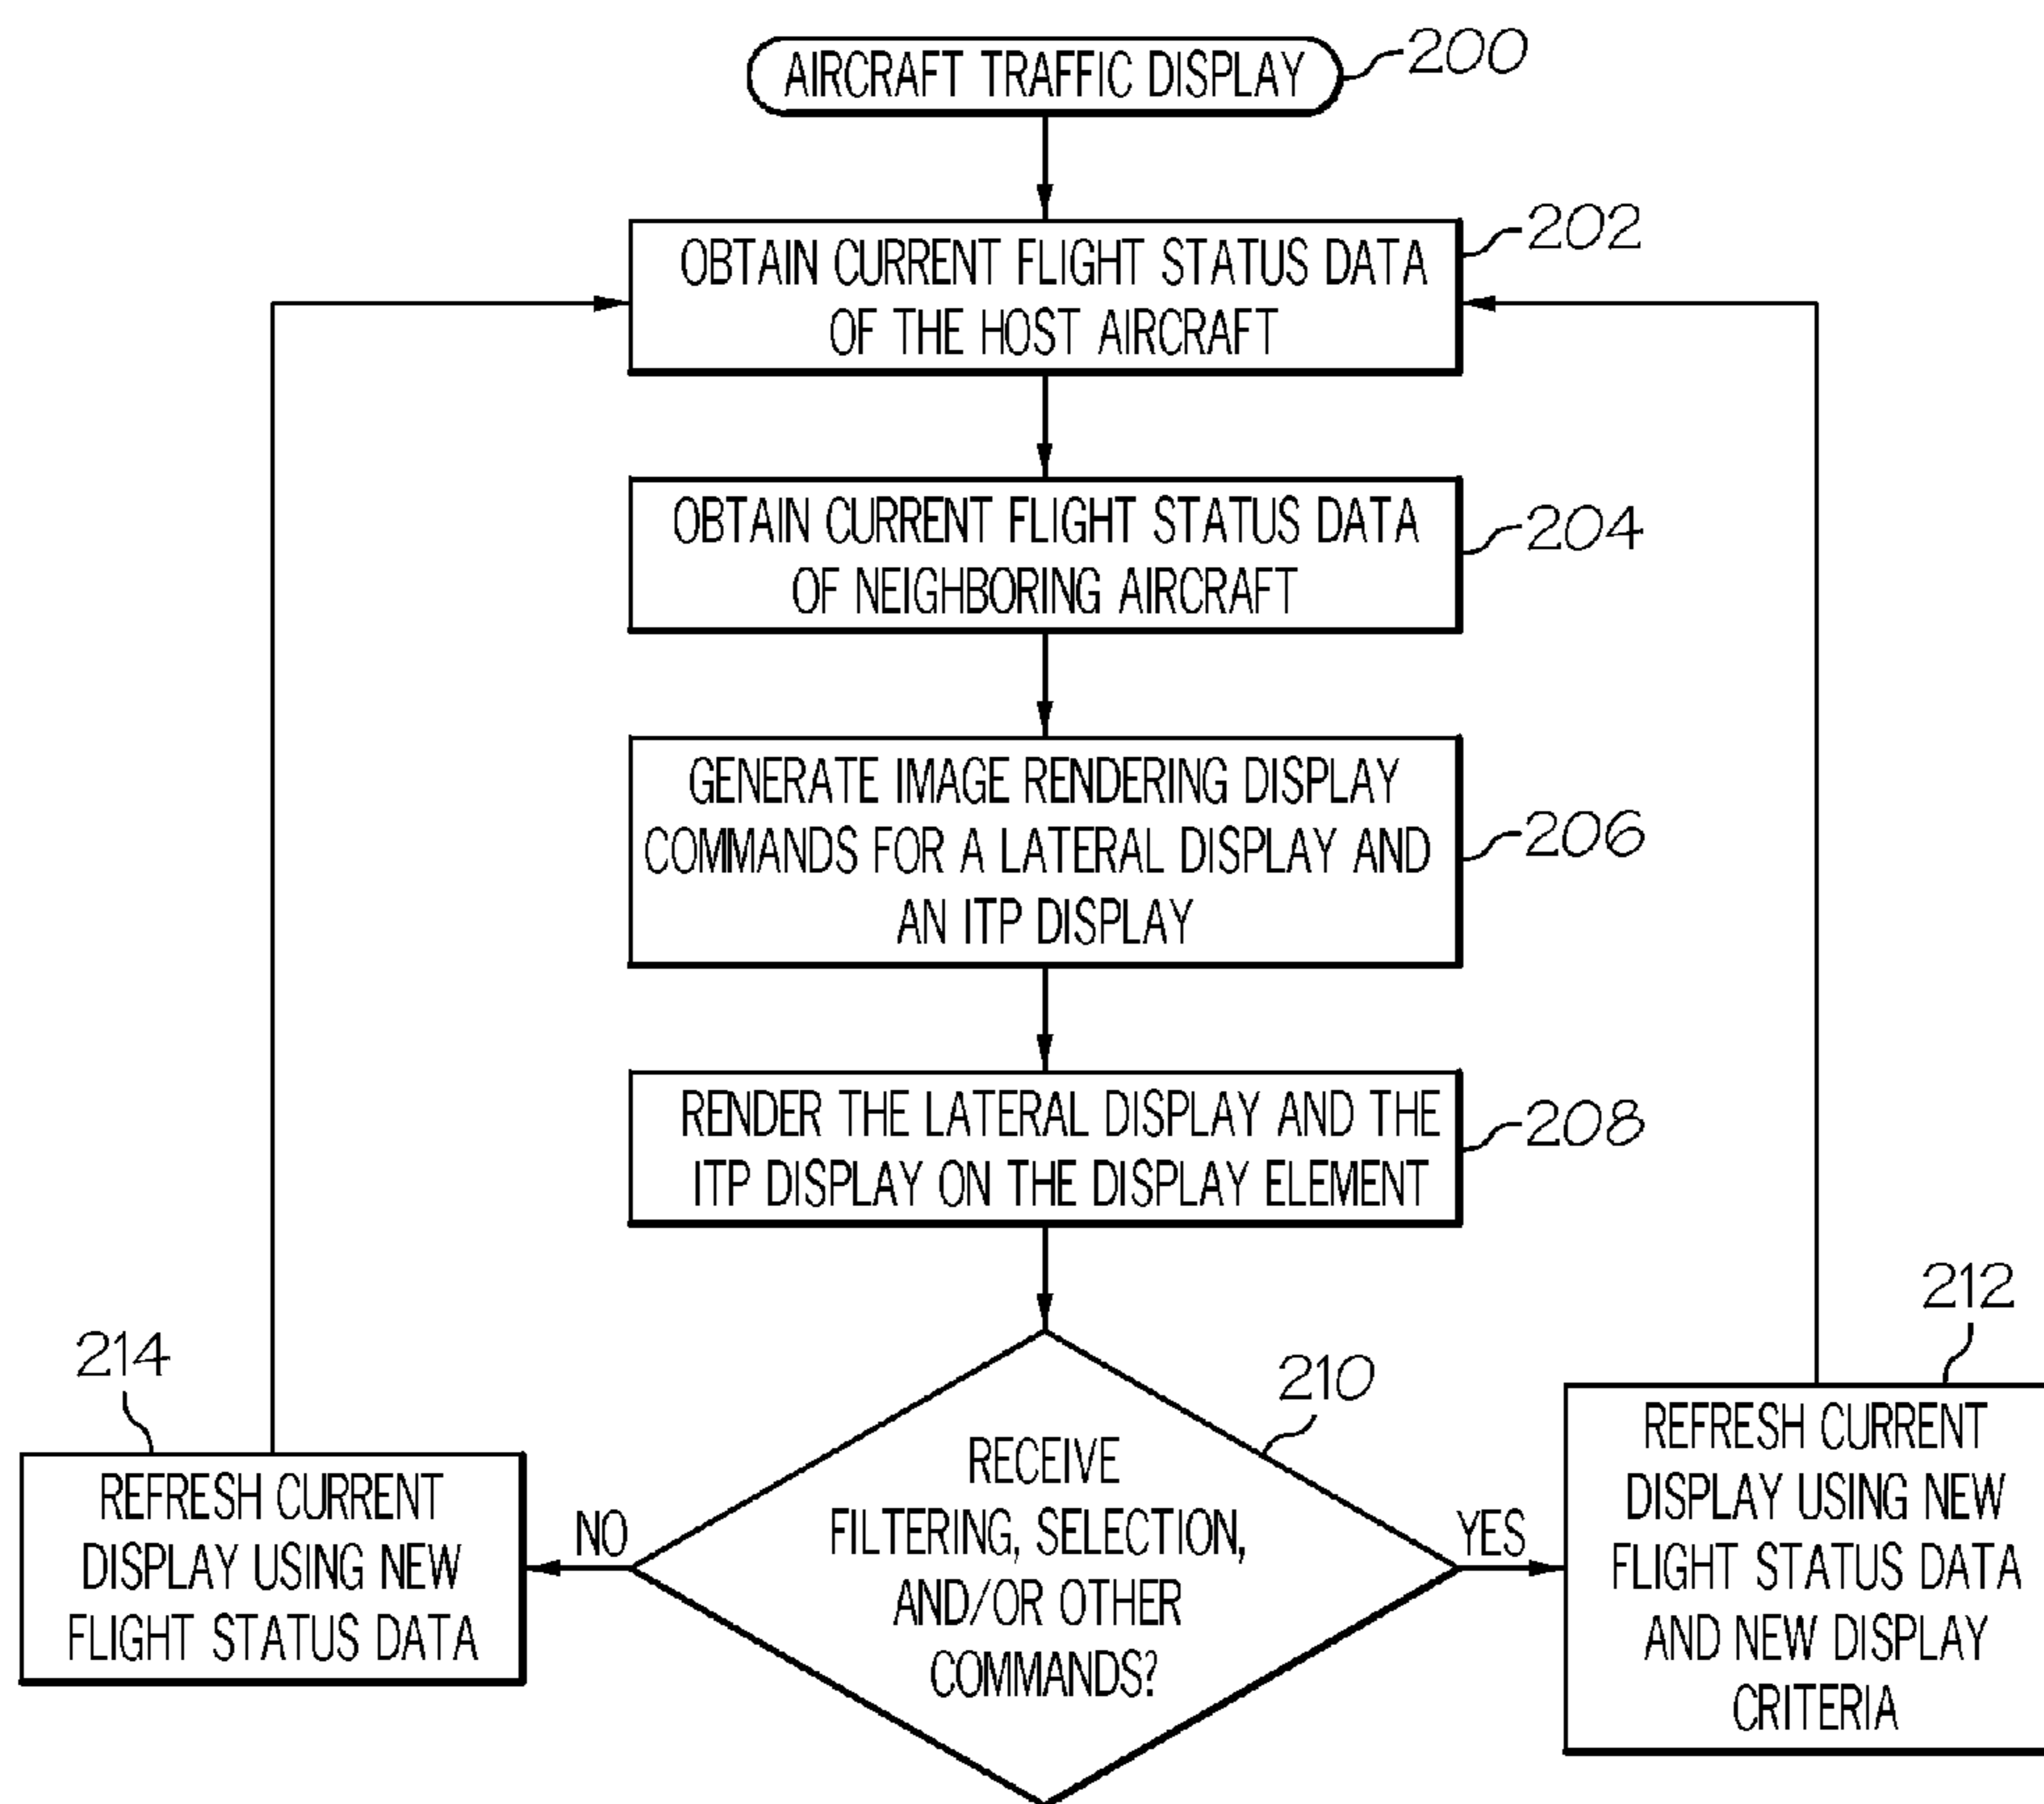 AIRCRAFT TRAFFIC DISPLAY
200
OBTAIN CURRENT FLIGHT STATUS DATA
OF THE HOST AIRCRAFT
202
OBTAIN CURRENT FLIGHT STATUS DATA
OF NEIGHBORING AIRCRAFT
204
GENERATE IMAGE RENDERING DISPLAY
COMMANDS FOR A LATERAL DISPLAY AND
AN ITP DISPLAY
206
RENDER THE LATERAL DISPLAY AND THE
ITP DISPLAY ON THE DISPLAY ELEMENT
208
210
RECEIVE
FILTERING, SELECTION,
AND/OR OTHER
COMMANDS?
NO
YES
214
REFRESH CURRENT
DISPLAY USING NEW
FLIGHT STATUS DATA
212
REFRESH CURRENT
DISPLAY USING NEW
FLIGHT STATUS DATA
AND NEW DISPLAY
CRITERIA